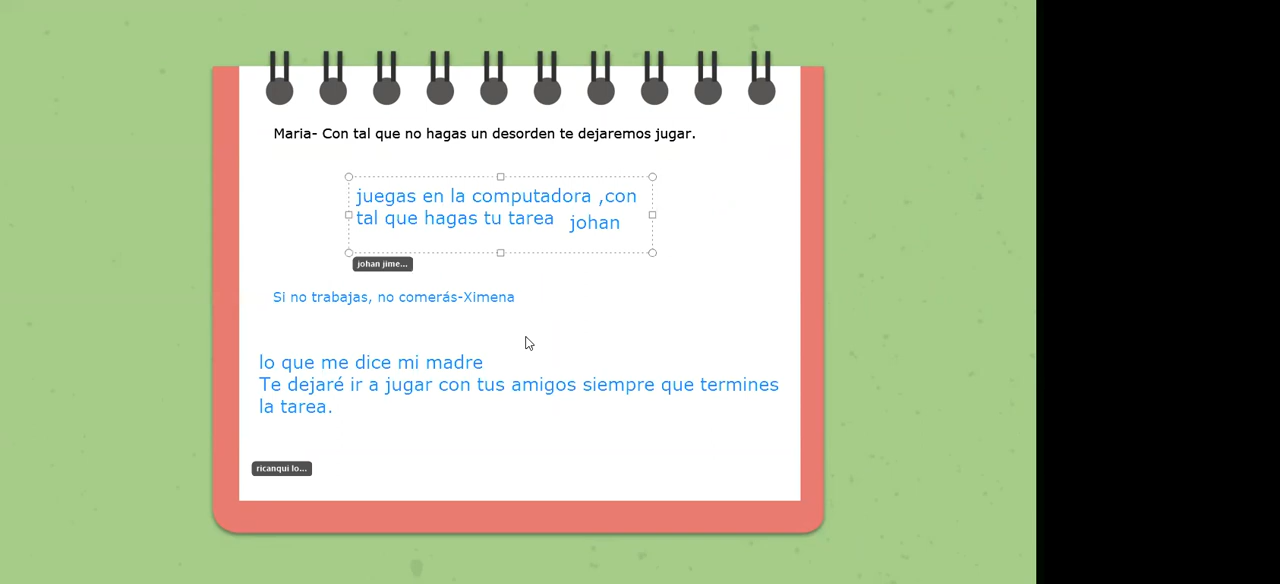 Maria- Con tal que no hagas un desorden te dejaremos jugar.
juegas en la computadora ,con
tal que hagas tu tarea johan
johan jime...
Si no trabajas, no comerás-Ximena
lo que me dice mi madre
Te dejaré ir a jugar con tus amigos siempre que termines
la tarea.
ricanqui lo...